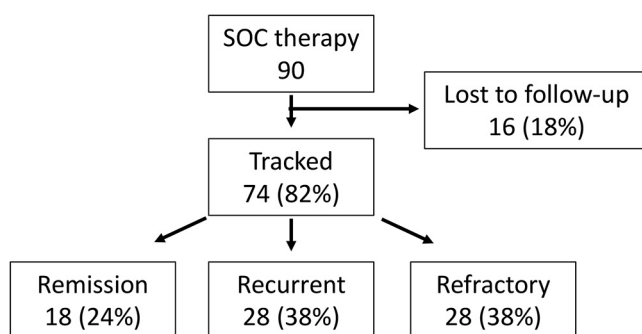 SOC therapy
90
Lost to follow-up
16 (18%)
Tracked
74 (82%)
Remission
18 (24%)
Recurrent
28 (38%)
Refractory
28 (38%)